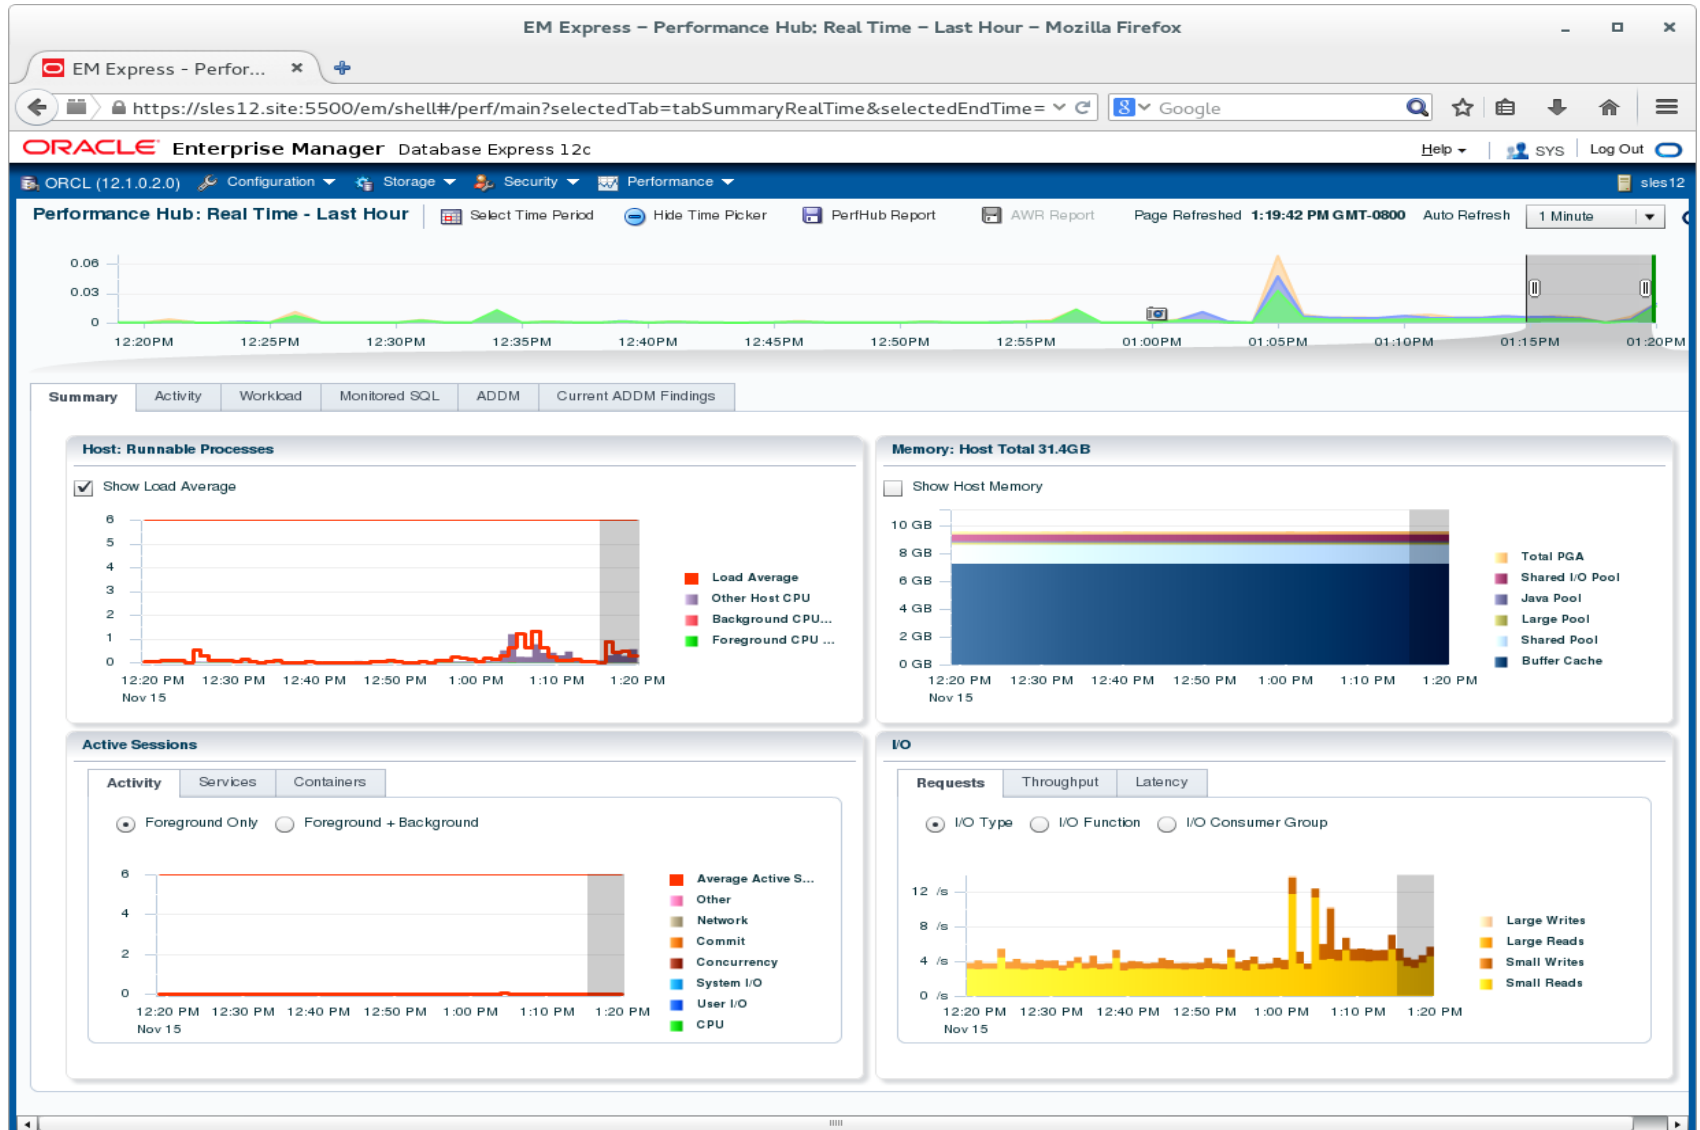 EM Express – Performance Hub: Real Time – Last Hour – Mozilla Firefox
EM Express - Perfor...
https://sles12.site:5500/em/shell#/perf/main?selectedTab=tabSummaryRealTime&selectedEndTime=
8 Google
ORACLE Enterprise Manager Database Express 12c
Help SYS Log Out
ORCL (12.1.0.2.0) Configuration Storage Security Performance sles12
Performance Hub: Real Time - Last Hour Select Time Period Hide Time Picker PerfHub Report AWR Report Page Refreshed 1:19:42 PM GMT-0800 Auto Refresh 1 Minute
0.06
0.03
0
12:20PM 12:25PM 12:30PM 12:35PM 12:40PM 12:45PM 12:50PM 12:55PM 01:00PM 01:05PM 01:10PM 01:15PM 01:20PM
Summary Activity Workload Monitored SQL ADDM Current ADDM Findings
Host: Runnable Processes
Show Load Average
6
5
4
3
2
1
0
12:20 PM 12:30 PM 12:40 PM 12:50 PM 1:00 PM 1:10 PM 1:20 PM
Nov 15
Load Average
Other Host CPU
Background CPU...
Foreground CPU ...
Memory: Host Total 31.4GB
Show Host Memory
10 GB
8 GB
6 GB
4 GB
2 GB
0 GB
12:20 PM 12:30 PM 12:40 PM 12:50 PM 1:00 PM 1:10 PM 1:20 PM
Nov 15
Total PGA
Shared I/O Pool
Java Pool
Large Pool
Shared Pool
Buffer Cache
Active Sessions
Activity Services Containers
Foreground Only Foreground + Background
6
4
2
0
12:20 PM 12:30 PM 12:40 PM 12:50 PM 1:00 PM 1:10 PM 1:20 PM
Nov 15
Average Active S...
Other
Network
Commit
Concurrency
System I/O
User I/O
CPU
I/O
Requests Throughput Latency
I/O Type I/O Function I/O Consumer Group
12 /s
8 /s
4 /s
0 /s
12:20 PM 12:30 PM 12:40 PM 12:50 PM 1:00 PM 1:10 PM 1:20 PM
Nov 15
Large Writes
Large Reads
Small Writes
Small Reads